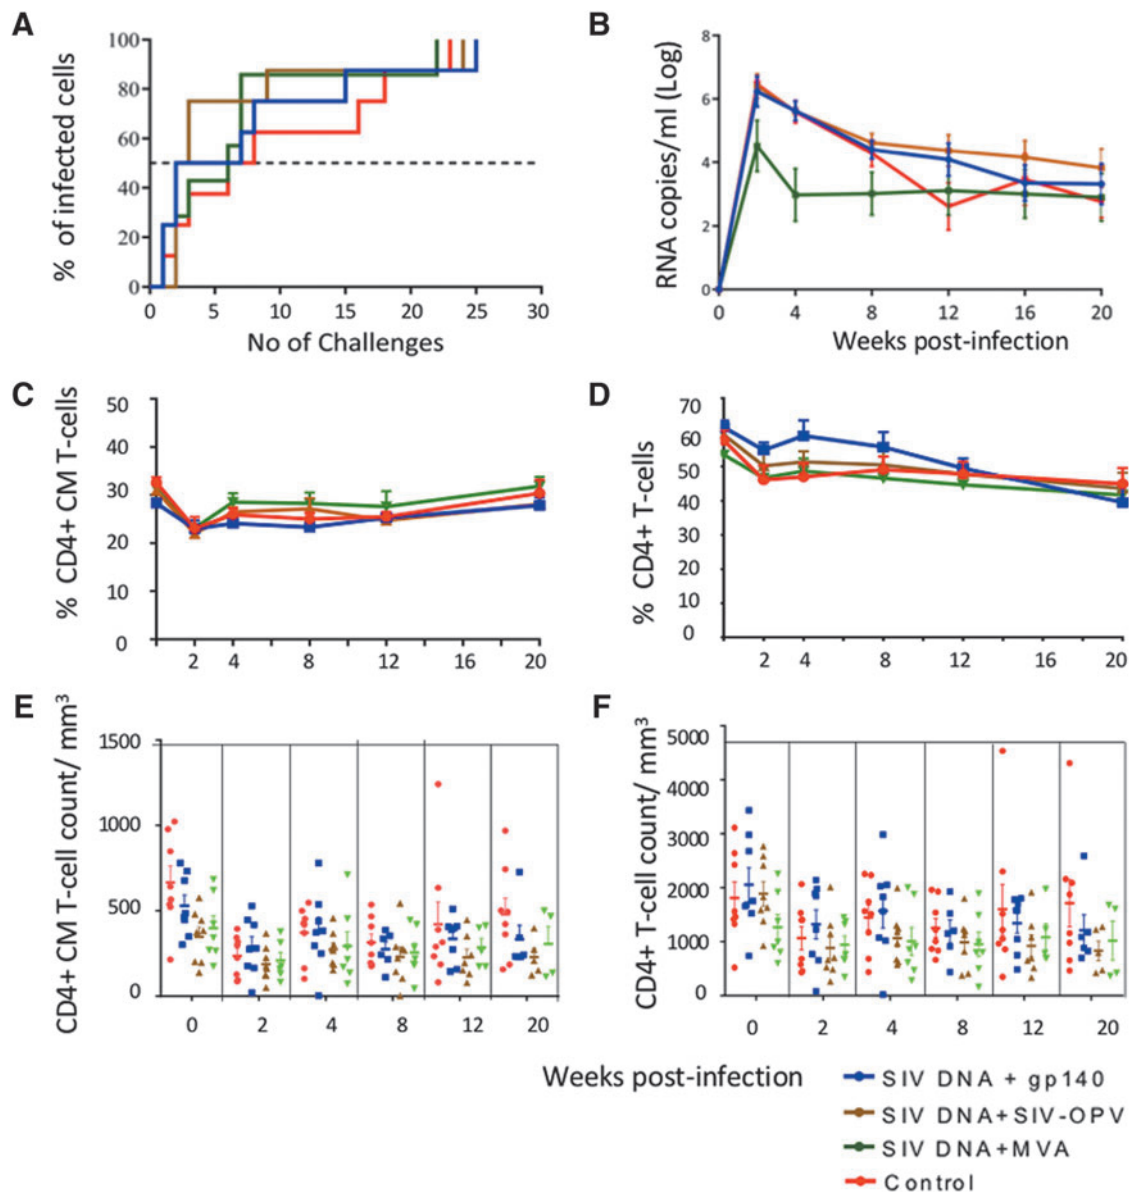 A
% of infected cells
100
80
60
40
20
0
0 5 10 15 20 25 30
No of Challenges
B
RNA copies/ml (Log)
8
6
4
2
0
0 4 8 12 16 20
Weeks post-infection
C
% CD4+ CM T-cells
50
40
30
20
10
0
2 4 8 12 16 20
D
% CD4+ T-cells
70
60
50
40
30
20
10
0
2 4 8 12 16 20
E
CD4+ CM T-cell count/ mm³
1500
1000
500
0
0 2 4 8 12 20
F
CD4+ T-cell count/ mm³
5000
4000
3000
2000
1000
0
0 2 4 8 12 20
Weeks post-infection
SIV DNA + gp140
SIV DNA+SIV-OPV
SIV DNA+MVA
Control